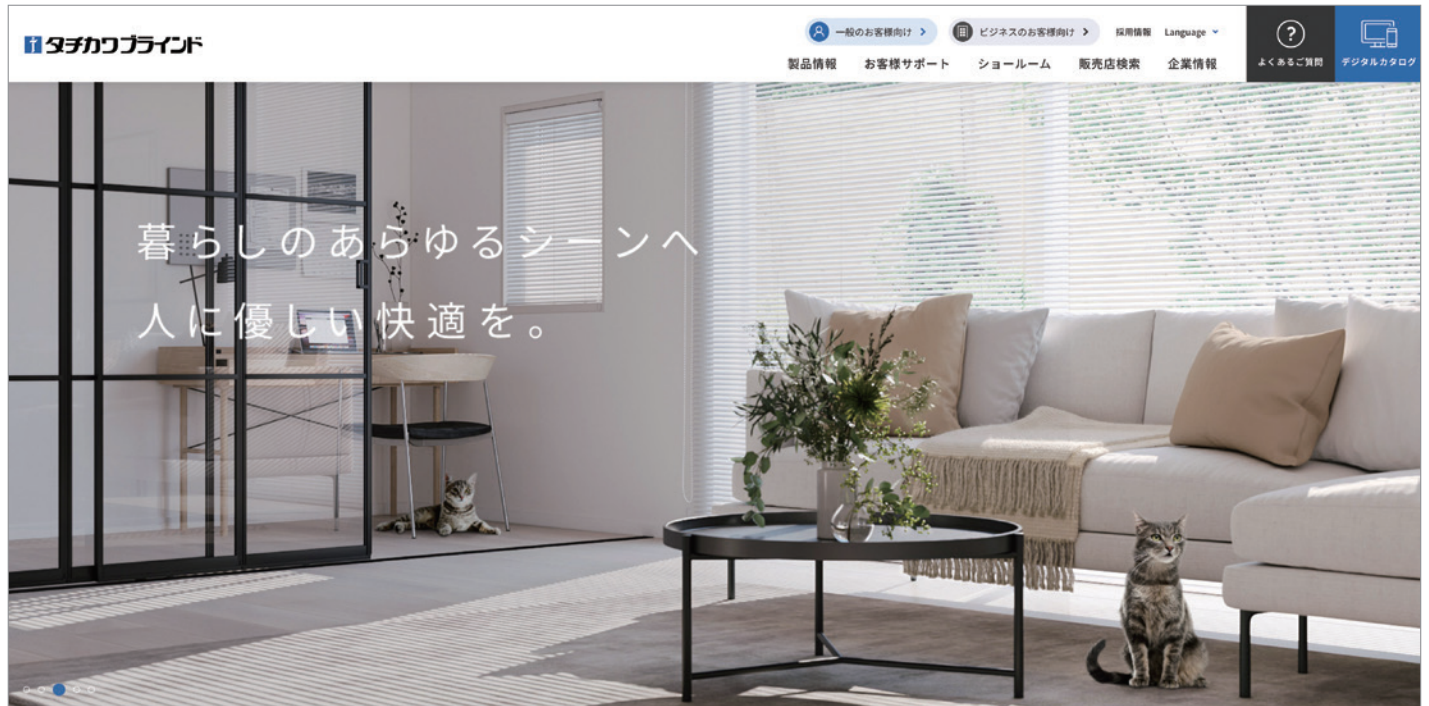 タチカワブラインド
一般のお客様向け
ビジネスのお客様向け
採用情報
Language
製品情報
お客様サポート
ショールーム
販売店検索
企業情報
よくあるご質問
デジタルカタログ
暮らしのあらゆるシーンへ
人に優しい快適を。